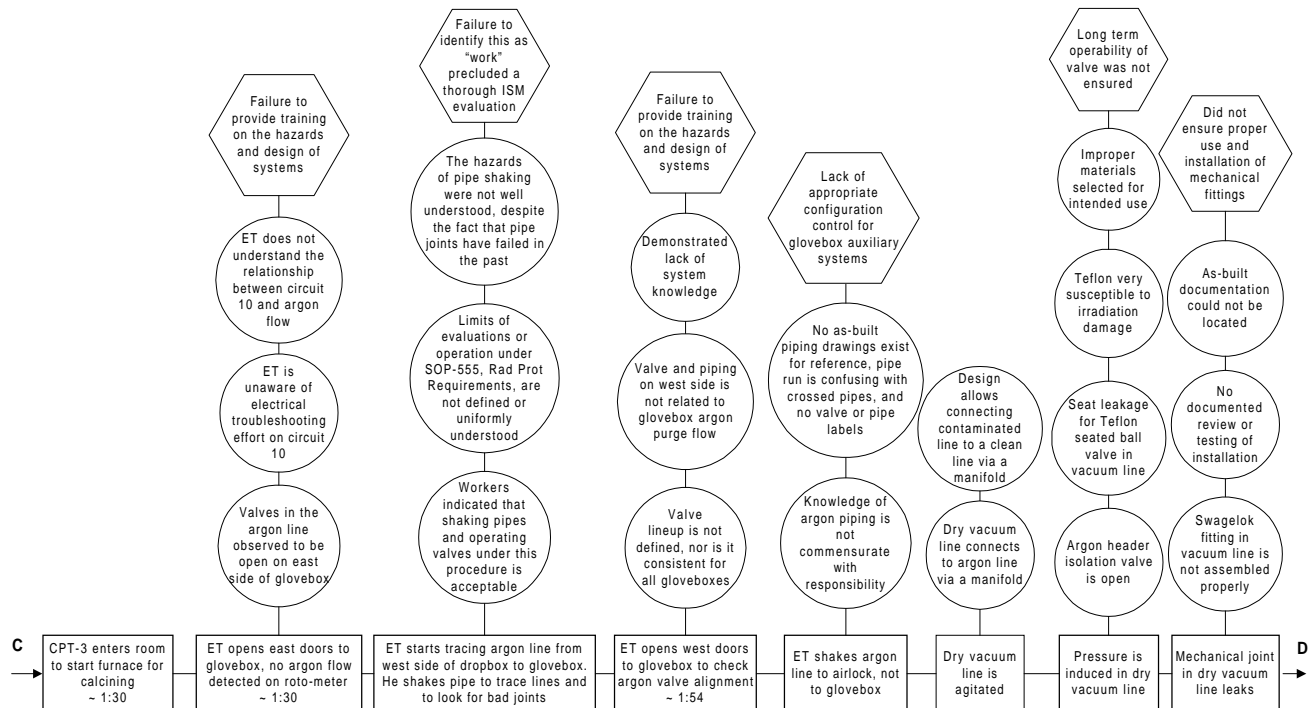 Failure to
provide training
on the hazards
and design of
systems
ET does not
understand the
relationship
between circuit
10 and argon
flow
ET is
unaware of
electrical
troubleshooting
effort on circuit
10
Valves in the
argon line
observed to be
open on east
side of glovebox
Failure to
identify this as
“work”
precluded a
thorough ISM
evaluation
The hazards
of pipe shaking
were not well
understood, despite
the fact that pipe
joints have failed in
the past
Limits of
evaluations or
operation under
SOP-555, Rad Prot
Requirements, are
not defined or
uniformly
understood
Workers
indicated that
shaking pipes
and operating
valves under this
procedure is
acceptable
Failure to
provide training
on the hazards
and design of
systems
Demonstrated
lack of
system
knowledge
Valve and piping
on west side is
not related to
glovebox argon
purge flow
Valve
lineup is not
defined, nor is it
consistent for
all gloveboxes
Lack of
appropriate
configuration
control for
glovebox auxiliary
systems
No as-built
piping drawings exist
for reference, pipe
run is confusing with
crossed pipes, and
no valve or pipe
labels
Knowledge of
argon piping is
not
commensurate
with
responsibility
Design
allows connecting
contaminated
line to a clean
line via a
manifold
Dry vacuum
line connects
to argon line
via a manifold
Long term
operability of
valve was not
ensured
Improper
materials
selected for
intended use
Teflon very
susceptible to
irradiation
damage
Seat leakage
for Teflon
seated ball
valve in
vacuum line
Argon header
isolation valve
is open
Did not
ensure proper
use and
installation of
mechanical
fittings
As-built
documentation
could not be
located
No
documented
review or
testing of
installation
Swagelok
fitting in
vacuum line is
not assembled
properly
C
CPT-3 enters room
to start furnace for
calcining
~ 1:30
ET opens east doors to
glovebox, no argon flow
detected on roto-meter
~ 1:30
ET starts tracing argon line from
west side of dropbox to glovebox.
He shakes pipe to trace lines and
to look for bad joints
ET opens west doors
to glovebox to check
argon valve alignment
~ 1:54
ET shakes argon
line to airlock, not
to glovebox
Dry vacuum
line is
agitated
Pressure is
induced in dry
vacuum line
Mechanical joint
in dry vacuum
line leaks
D